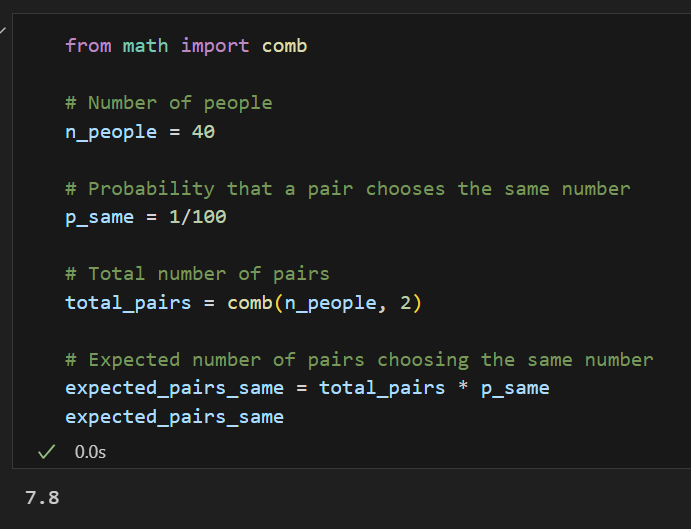 from math import comb
# Number of people
n_people = 40
# Probability that a pair chooses the same number
p_same = 1/100
# Total number of pairs
total_pairs = comb(n_people, 2)
# Expected number of pairs choosing the same number
expected_pairs_same = total_pairs * p_same
expected_pairs_same
0.0s
7.8